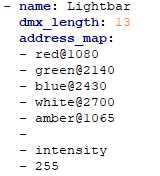 - name: Lightbar
dmx_length: 13
address_map:
- red@1080
- green@2140
- blue@2430
- white@2700
- amber@1065
-
- intensity
- 255